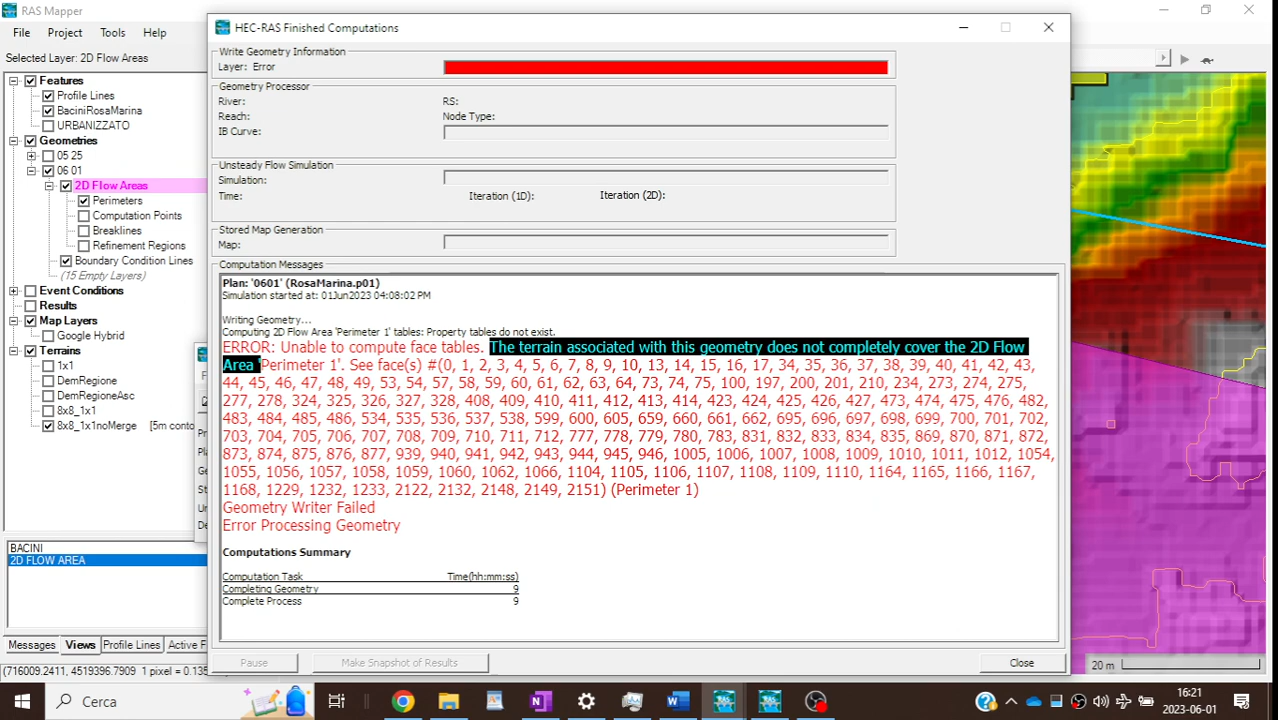 RAS Mapper
File Project Tools Help
Selected Layer: 2D Flow Areas
Features
Profile Lines
BaciniRosaMarina
URBANIZZATO
Geometries
05 25
06 01
2D Flow Areas
Perimeters
Computation Points
Breaklines
Refinement Regions
Boundary Condition Lines
(15 Empty Layers)
Event Conditions
Results
Map Layers
Google Hybrid
Terrains
1x1
DemRegione
DemRegioneAsc
8x8_1x1
8x8_1x1noMerge [5m conto
BACINI
2D FLOW AREA
Messages Views Profile Lines Active F
(716009.2411, 4519396.7909 1 pixel = 0.13
HEC-RAS Finished Computations
Write Geometry Information
Layer: Error
Geometry Processor
River: RS:
Reach: Node Type:
IB Curve:
Unsteady Flow Simulation
Simulation:
Time: Iteration (1D): Iteration (2D):
Stored Map Generation
Map:
Computation Messages
Plan: '0601' (RosaMarina.p01)
Simulation started at: 01Jun2023 04:08:02 PM
Writing Geometry...
Computing 2D Flow Area 'Perimeter 1' tables: Property tables do not exist.
ERROR: Unable to compute face tables. The terrain associated with this geometry does not completely cover the 2D Flow
Area 'Perimeter 1'. See face(s) #(0, 1, 2, 3, 4, 5, 6, 7, 8, 9, 10, 13, 14, 15, 16, 17, 34, 35, 36, 37, 38, 39, 40, 41, 42, 43,
44, 45, 46, 47, 48, 49, 53, 54, 57, 58, 59, 60, 61, 62, 63, 64, 73, 74, 75, 100, 197, 200, 201, 210, 234, 273, 274, 275,
277, 278, 324, 325, 326, 327, 328, 408, 409, 410, 411, 412, 413, 414, 423, 424, 425, 426, 427, 473, 474, 475, 476, 482,
483, 484, 485, 486, 534, 535, 536, 537, 538, 599, 600, 605, 659, 660, 661, 662, 695, 696, 697, 698, 699, 700, 701, 702,
703, 704, 705, 706, 707, 708, 709, 710, 711, 712, 777, 778, 779, 780, 783, 831, 832, 833, 834, 835, 869, 870, 871, 872,
873, 874, 875, 876, 877, 939, 940, 941, 942, 943, 944, 945, 946, 1005, 1006, 1007, 1008, 1009, 1010, 1011, 1012, 1054,
1055, 1056, 1057, 1058, 1059, 1060, 1062, 1066, 1104, 1105, 1106, 1107, 1108, 1109, 1110, 1164, 1165, 1166, 1167,
1168, 1229, 1232, 1233, 2122, 2132, 2148, 2149, 2151) (Perimeter 1)
Geometry Writer Failed
Error Processing Geometry
Computations Summary
Computation Task Time(hh:mm:ss)
Completing Geometry 9
Complete Process 9
Pause Make Snapshot of Results Close
20 m
Cerca
16:21
2023-06-01